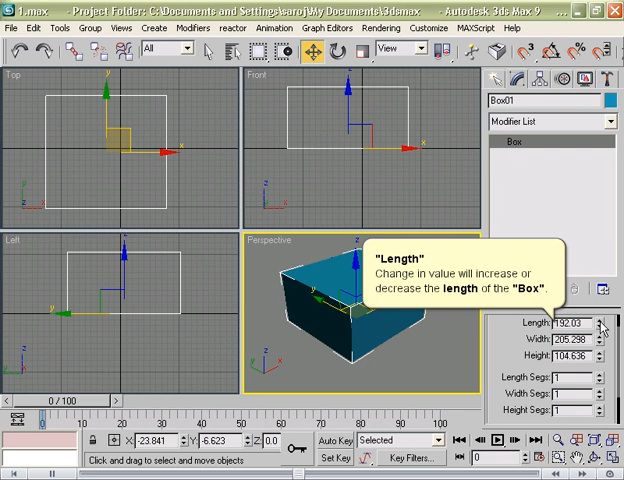 1.max - Project Folder: C:\Documents and Settings\saroj\My Documents\3dsmax - Autodesk 3ds Max 9
File Edit Tools Group Views Create Modifiers reactor Animation Graph Editors Rendering Customize MAXScript Help
All View
Top
Front
y
x
z
x
y
x
z
x
Box01
Modifier List
Box
Left
Perspective
z
y
z
y
z
y
z
y
x
"Length"
Change in value will increase or
decrease the length of the "Box".
Length: 192.03
Width: 205.298
Height: 104.636
Length Segs: 1
Width Segs: 1
Height Segs: 1
0 / 100
0 10 20 30 40 50 60 70 80 90 100
X: -23.841 Y: -6.623 Z: 0.0
Auto Key Selected
Click and drag to select and move objects
Set Key Key Filters... 0